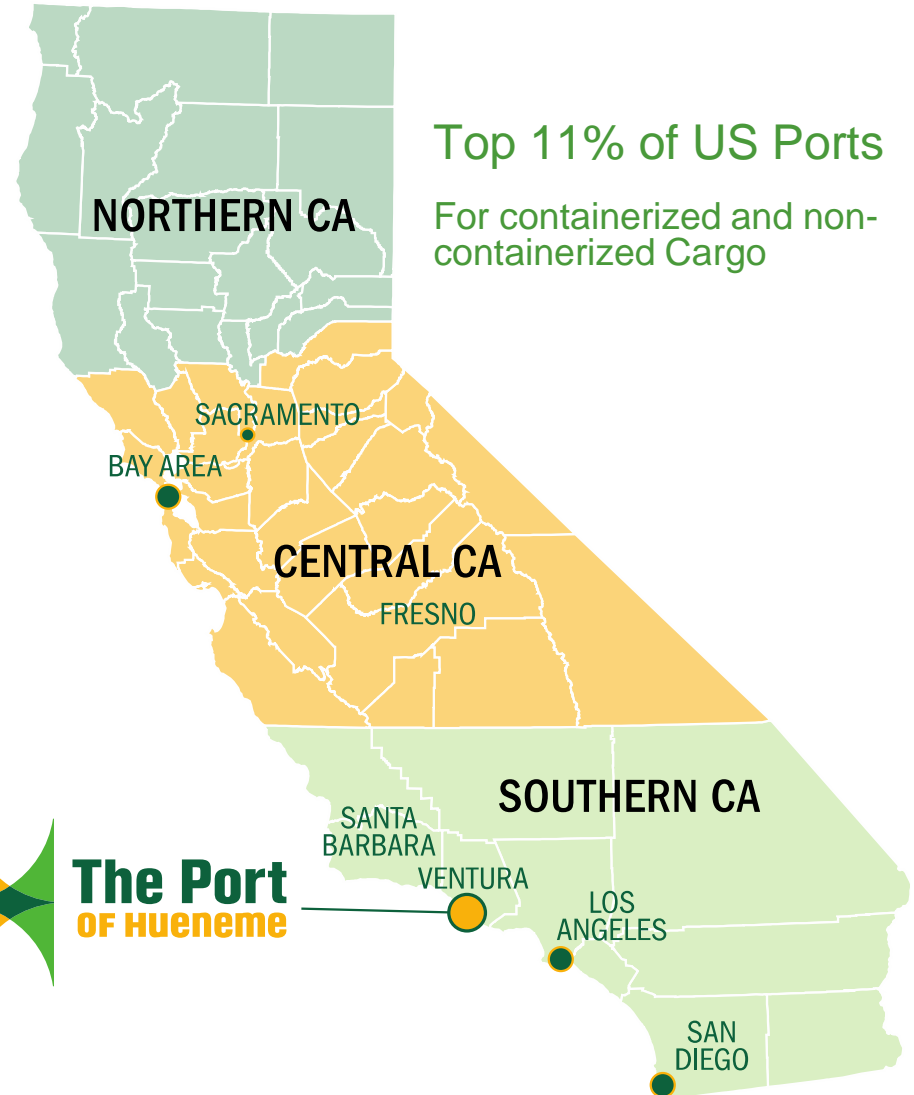 Top 11% of US Ports
For containerized and non-
containerized Cargo
NORTHERN CA
SACRAMENTO
BAY AREA
CENTRAL CA
FRESNO
SOUTHERN CA
SANTA
BARBARA
VENTURA
The Port
OF HUENEME
LOS
ANGELES
SAN
DIEGO